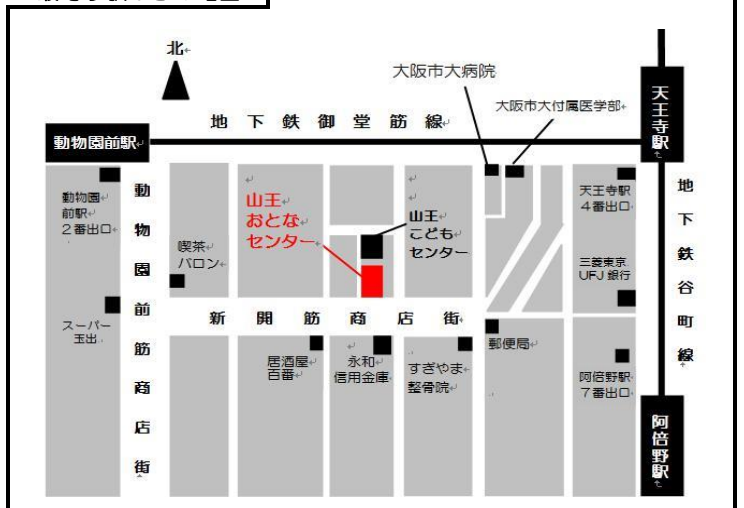 北
大阪市大病院
大阪市大付属医学部
天王寺駅
地下鉄御堂筋線
動物園前駅
動物園
前駅
2番出口
動物園前筋商店街
喫茶
バロン
山王
おとな
センター
山王
こども
センター
天王寺駅
4番出口
地下鉄谷町線
三菱東京
UFJ銀行
スーパー
玉出
新開筋商店街
居酒屋
百番
永和
信用金庫
すぎやま
整骨院
郵便局
阿倍野駅
7番出口
阿倍野駅